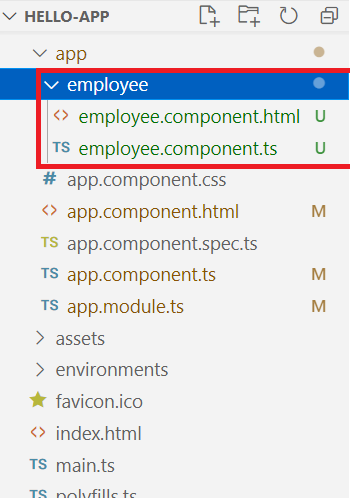 HELLO-APP
app
employee
<> employee.component.html U
TS employee.component.ts U
# app.component.css
<> app.component.html M
TS app.component.spec.ts
TS app.component.ts M
TS app.module.ts M
assets
environments
favicon.ico
<> index.html
TS main.ts
TS polyfills.ts